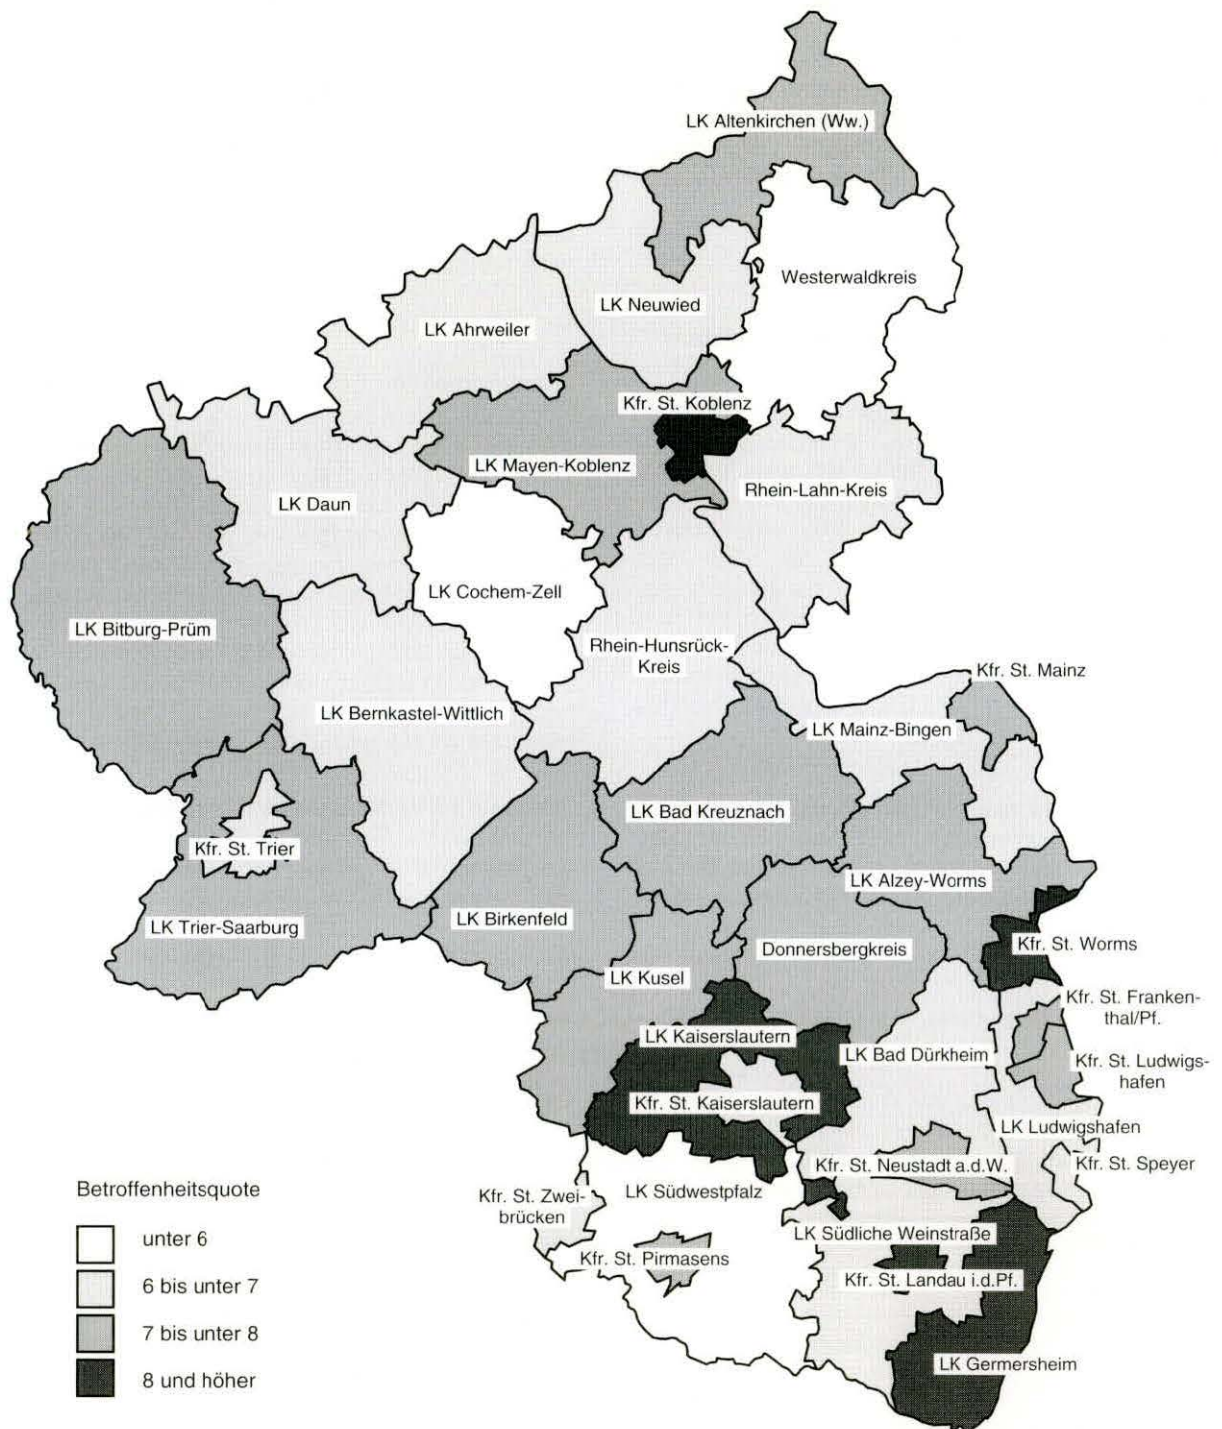 LK Altenkirchen (Ww.)
Westerwaldkreis
LK Neuwied
LK Ahrweiler
Kfr. St. Koblenz
LK Mayen-Koblenz
Rhein-Lahn-Kreis
LK Daun
LK Cochem-Zell
LK Bitburg-Prüm
Rhein-Hunsrück-
Kreis
Kfr. St. Mainz
LK Bernkastel-Wittlich
LK Mainz-Bingen
LK Bad Kreuznach
Kfr. St. Trier
LK Alzey-Worms
LK Birkenfeld
LK Trier-Saarburg
Donnersbergkreis
Kfr. St. Worms
LK Kusel
Kfr. St. Franken-
thal/Pf.
LK Kaiserslautern
LK Bad Dürkheim
Kfr. St. Ludwigs-
hafen
Kfr. St. Kaiserslautern
LK Ludwigshafen
Kfr. St. Neustadt a.d.W.
Kfr. St. Speyer
LK Südwestpfalz
Kfr. St. Zwei-
brücken
LK Südliche Weinstraße
Kfr. St. Pirmasens
Kfr. St. Landau i.d.Pf.
LK Germersheim
Betroffenheitsquote
unter 6
6 bis unter 7
7 bis unter 8
8 und höher